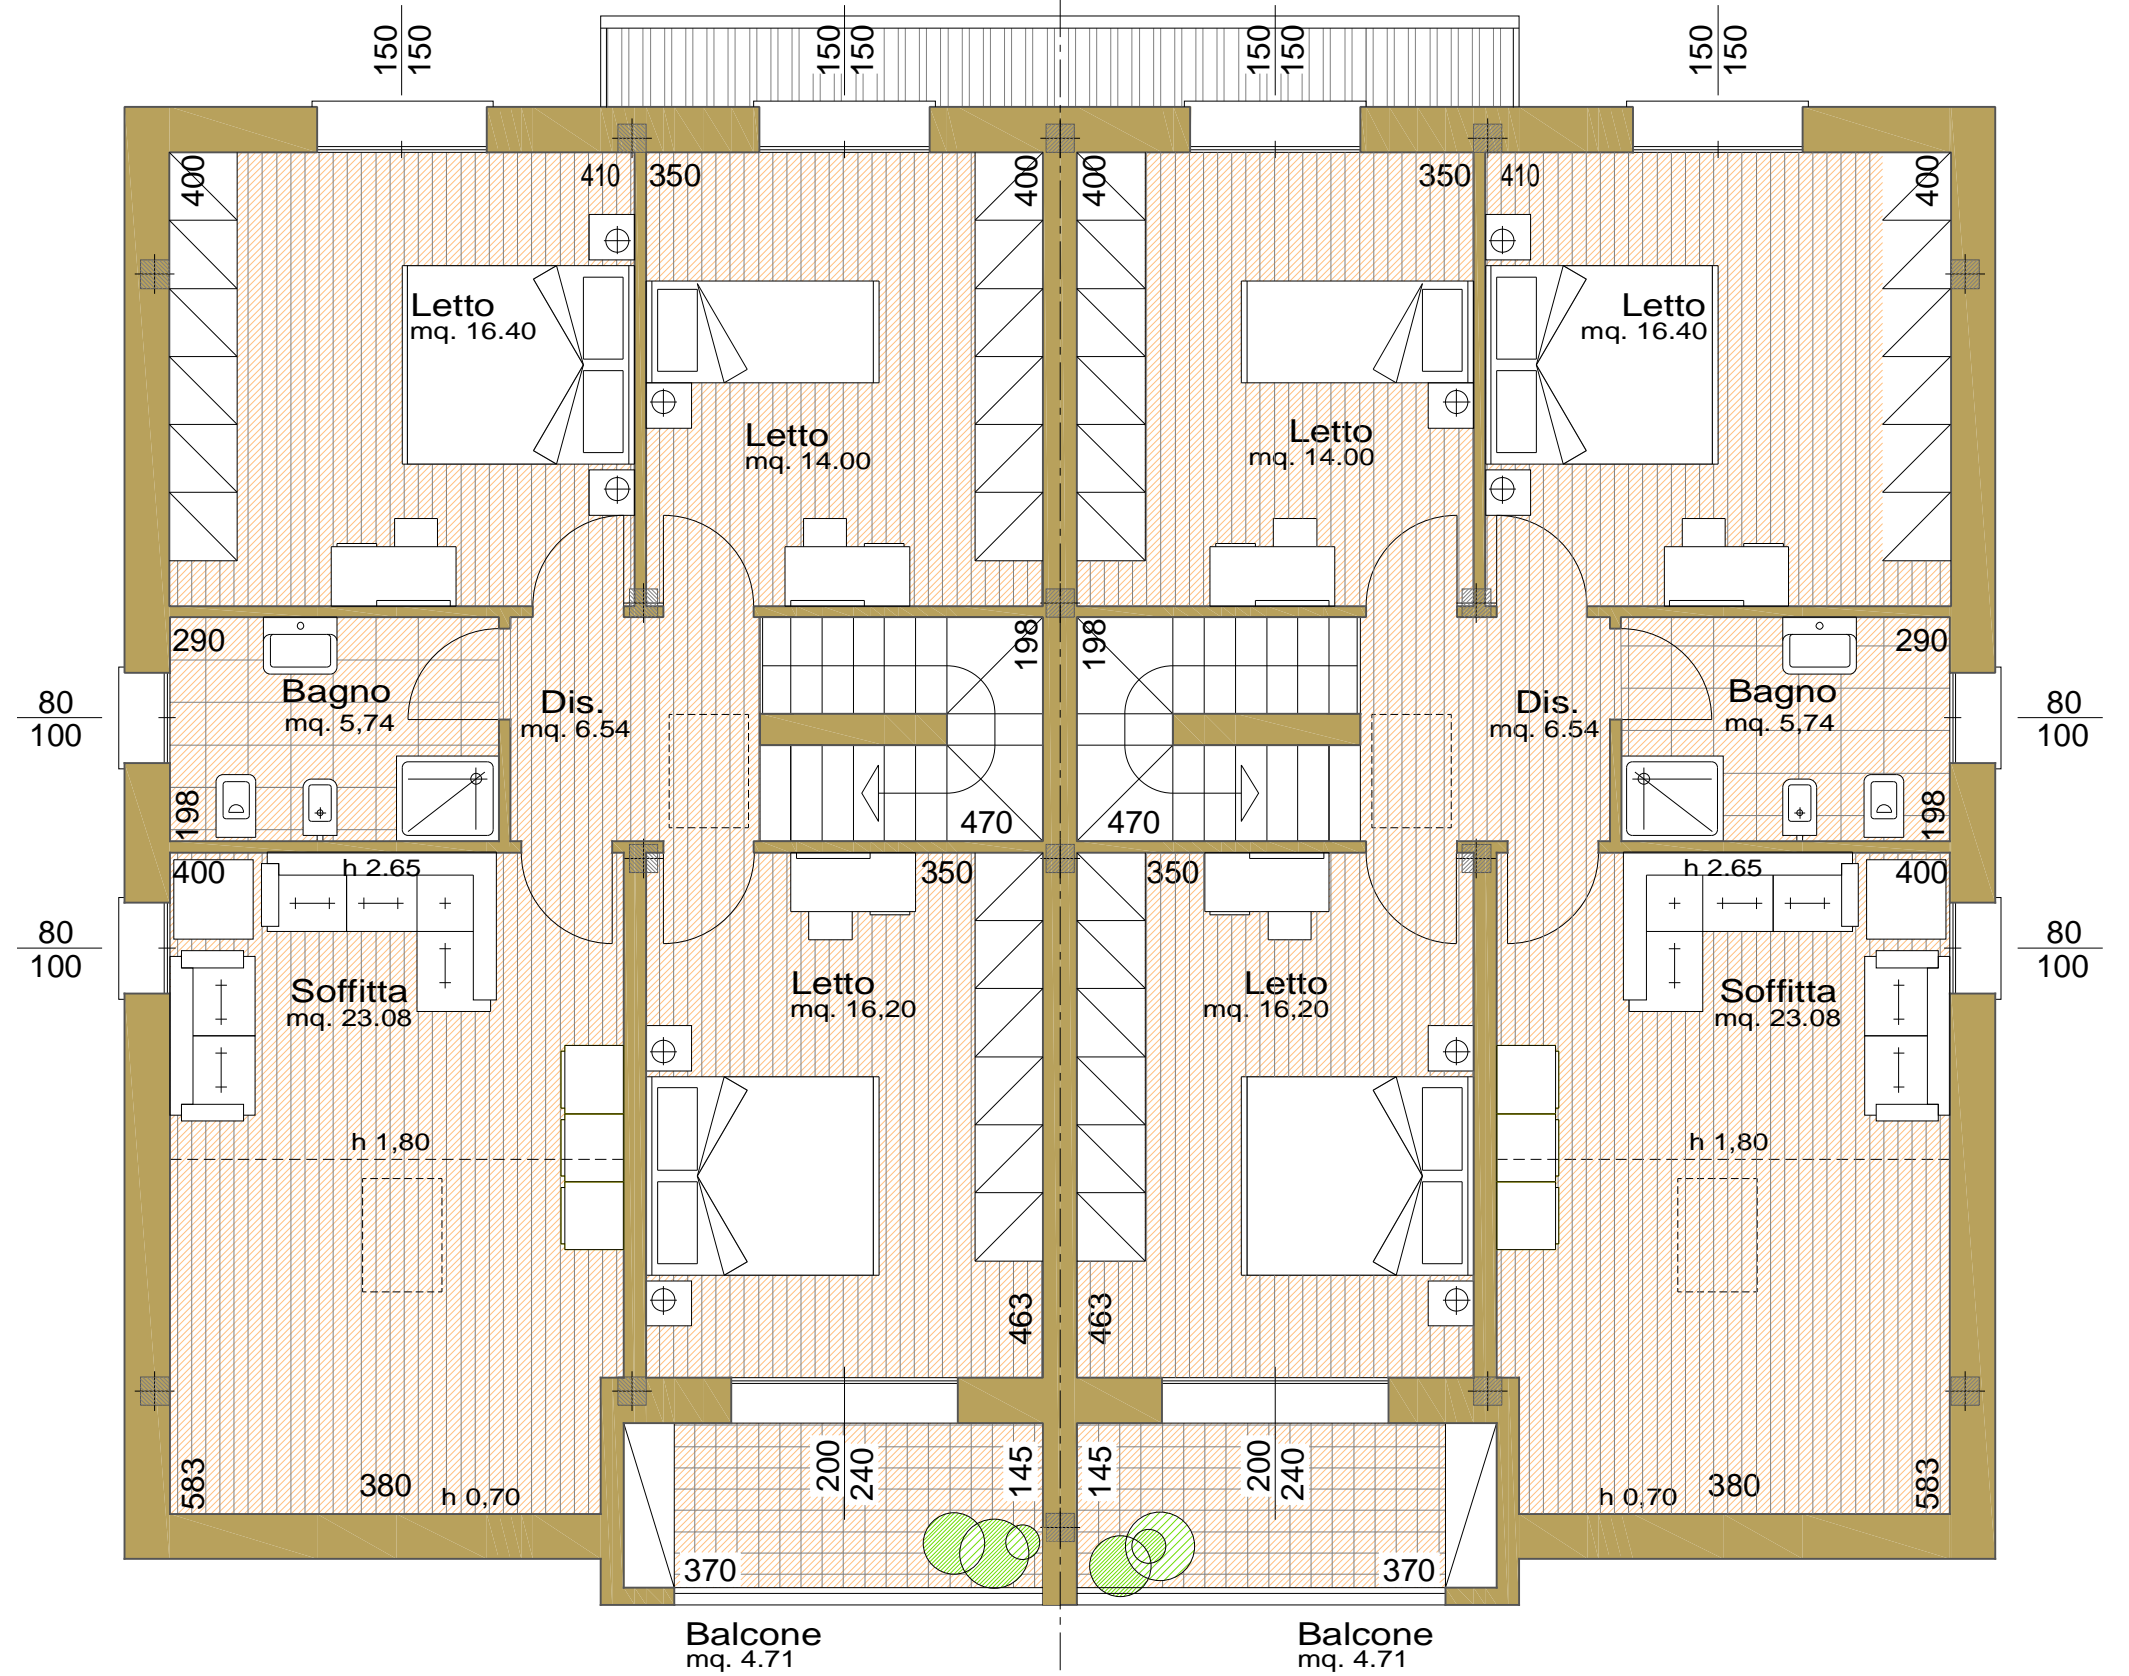 150
150
150
150
150
150
150
150
400
410
350
400
400
350
410
400
Letto
mq. 16.40
Letto
mq. 16.40
Letto
mq. 14.00
Letto
mq. 14.00
290
198
198
290
Bagno
mq. 5,74
Dis.
mq. 6.54
Dis.
mq. 6.54
Bagno
mq. 5,74
80
100
80
100
198
470
470
198
400
h 2.65
350
350
h 2.65
400
80
100
80
100
Soffitta
mq. 23.08
Letto
mq. 16,20
Letto
mq. 16,20
Soffitta
mq. 23.08
h 1,80
h 1,80
463
463
583
380
h 0,70
200
240
145
145
200
240
h 0,70
380
583
370
370
Balcone
mq. 4.71
Balcone
mq. 4.71